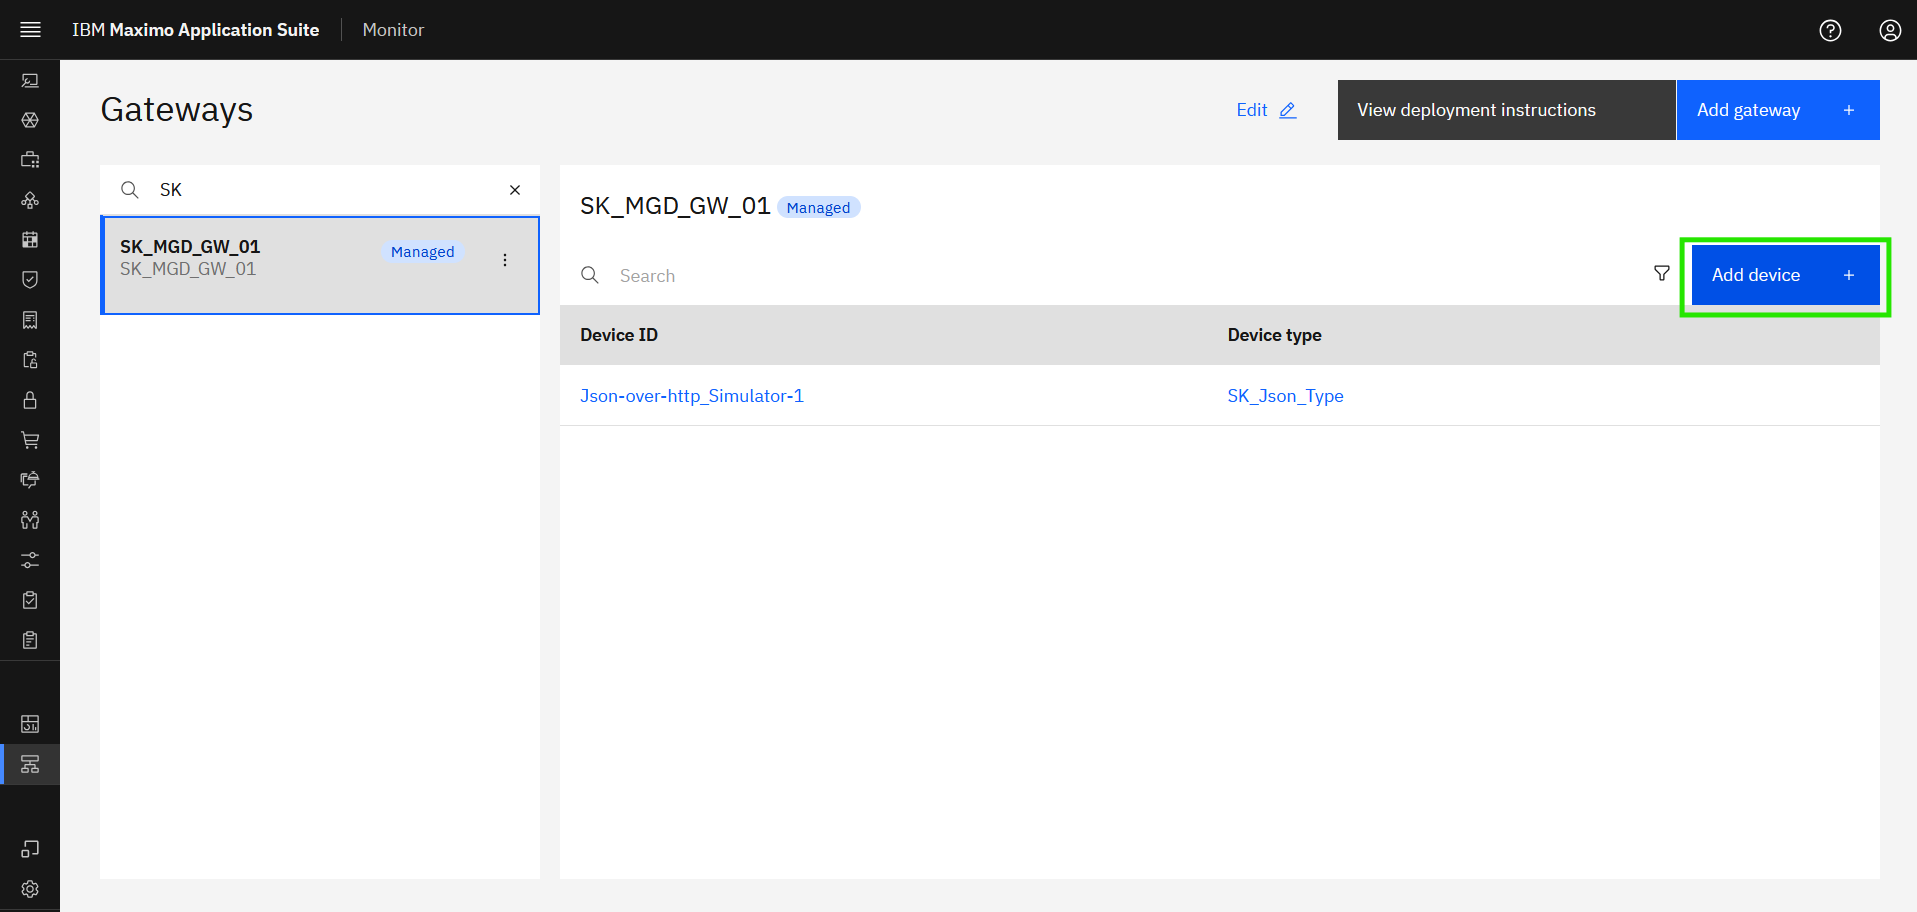 IBM Maximo Application Suite
Monitor
Gateways
Edit
View deployment instructions
Add gateway +
SK
SK_MGD_GW_01
Managed
SK_MGD_GW_01
SK_MGD_GW_01
Managed
Search
Add device +
Device ID
Device type
Json-over-http_Simulator-1
SK_Json_Type